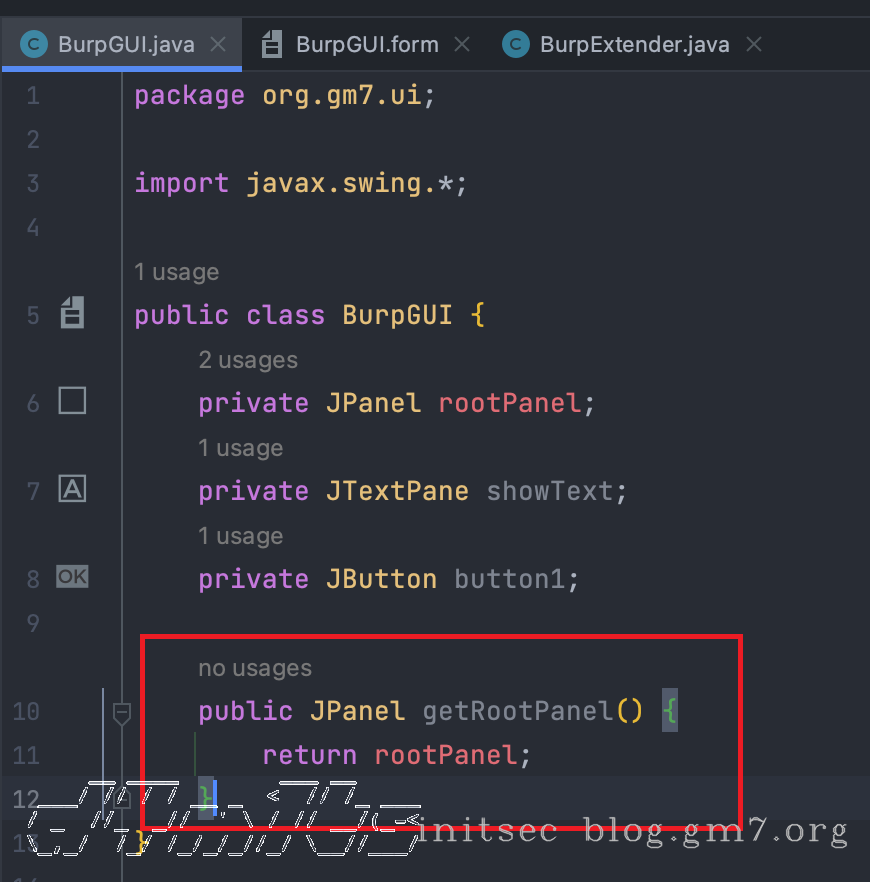 BurpGUI.java BurpGUI.form BurpExtender.java
1 package org.gm7.ui;
2
3 import javax.swing.*;
4
1 usage
5 public class BurpGUI {
2 usages
6 private JPanel rootPanel;
1 usage
7 A private JTextPane showText;
1 usage
8 OK private JButton button1;
9
no usages
10 public JPanel getRootPanel() {
11 return rootPanel;
12 }
13 }
initsec blog.gm7.org